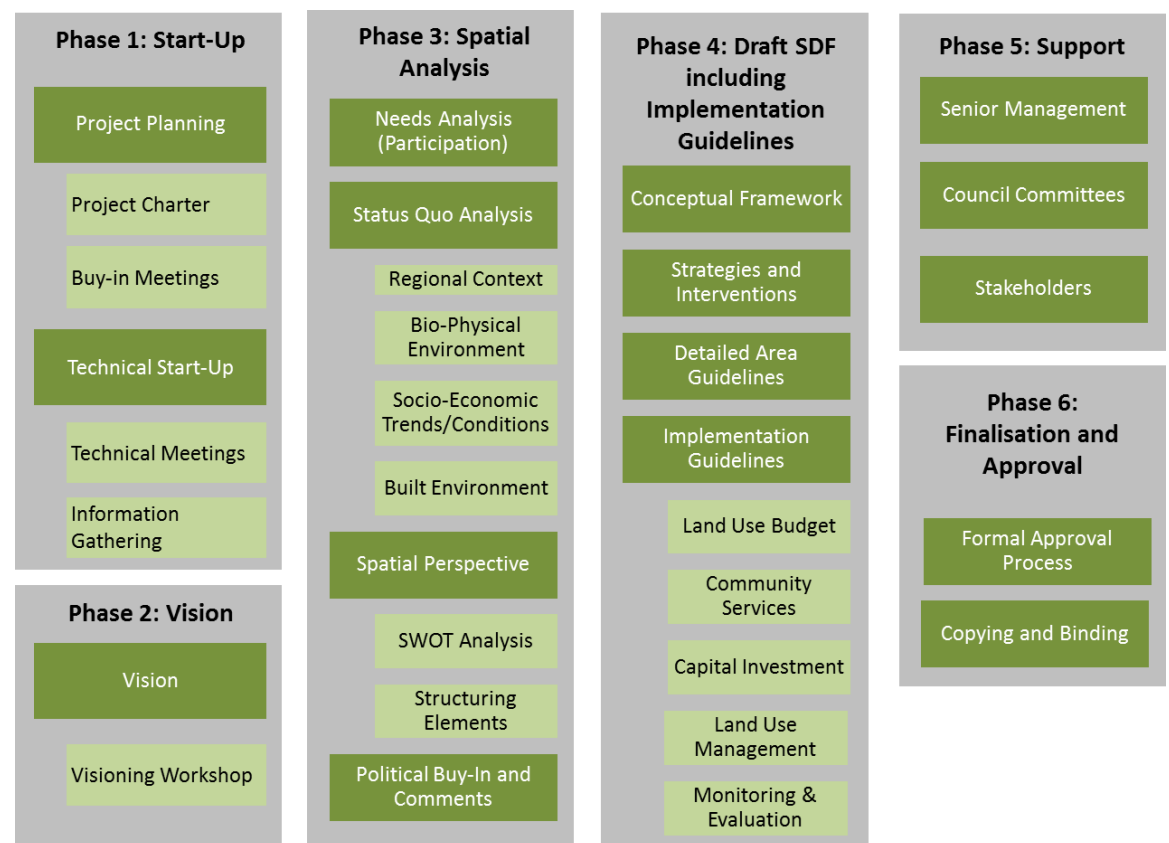 Phase 1: Start-Up
Project Planning
Project Charter
Buy-in Meetings
Technical Start-Up
Technical Meetings
Information
Gathering
Phase 2: Vision
Vision
Visioning Workshop
Phase 3: Spatial
Analysis
Needs Analysis
(Participation)
Status Quo Analysis
Regional Context
Bio-Physical
Environment
Socio-Economic
Trends/Conditions
Built Environment
Spatial Perspective
SWOT Analysis
Structuring
Elements
Political Buy-In and
Comments
Phase 4: Draft SDF
including
Implementation
Guidelines
Conceptual Framework
Strategies and
Interventions
Detailed Area
Guidelines
Implementation
Guidelines
Land Use Budget
Community
Services
Capital Investment
Land Use
Management
Monitoring &
Evaluation
Phase 5: Support
Senior Management
Council Committees
Stakeholders
Phase 6:
Finalisation and
Approval
Formal Approval
Process
Copying and Binding